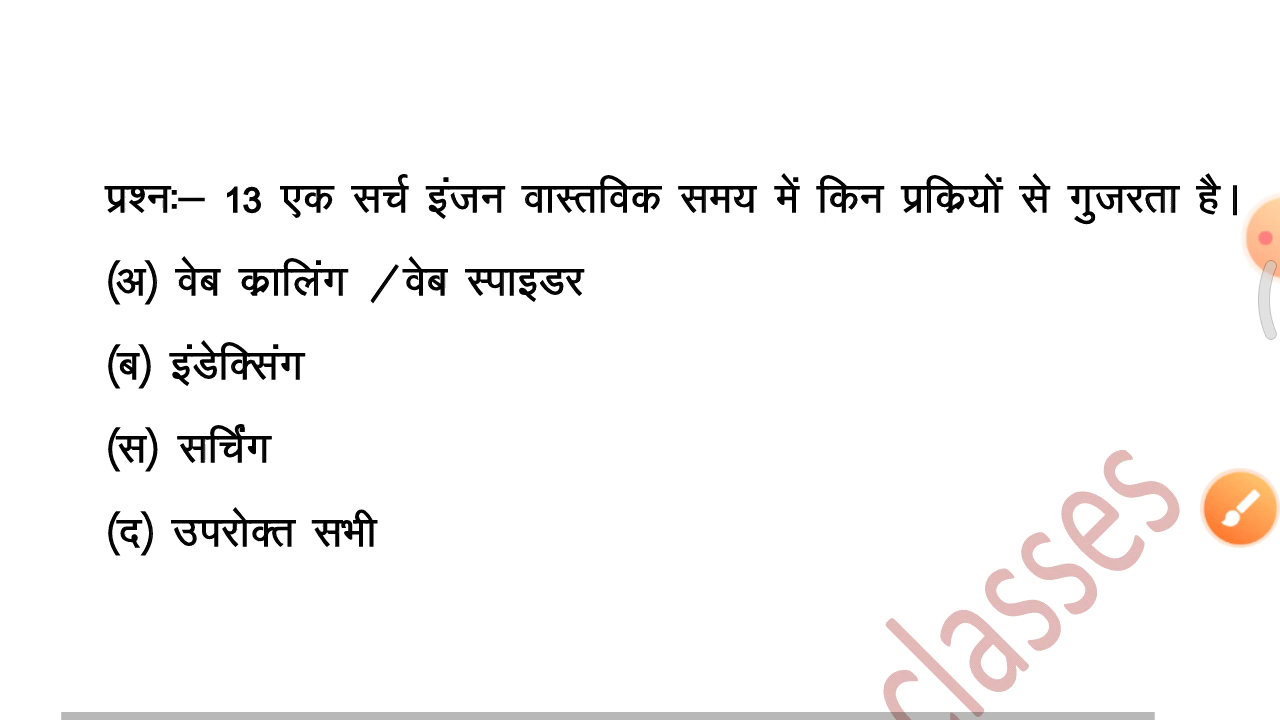 प्रश्नः– 13 एक सर्च इंजन वास्तविक समय में किन प्रक्रियों से गुजरता है।
(अ) वेब क्रालिंग /वेब स्पाइडर
(ब) इंडेक्सिंग
(स) सर्चिंग
(द) उपरोक्त सभी
classes